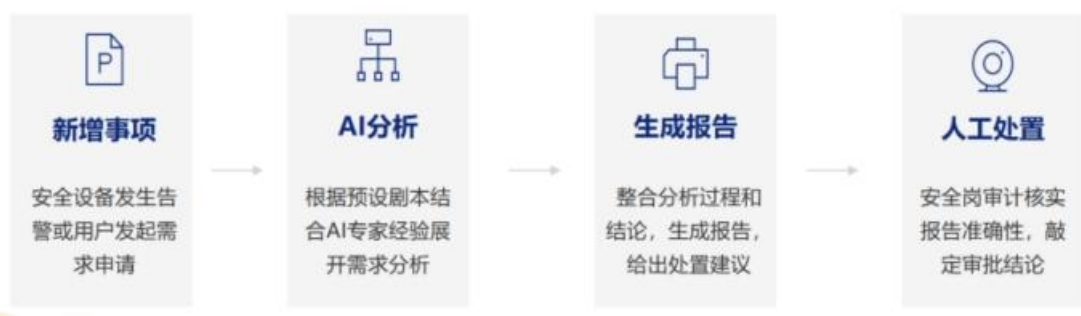 P
新增事项
安全设备发生告
警或用户发起需
求申请
AI分析
根据预设剧本结
合AI专家经验展
开需求分析
生成报告
整合分析过程和
结论，生成报告，
给出处置建议
人工处置
安全岗审计核实
报告准确性，敲
定审批结论